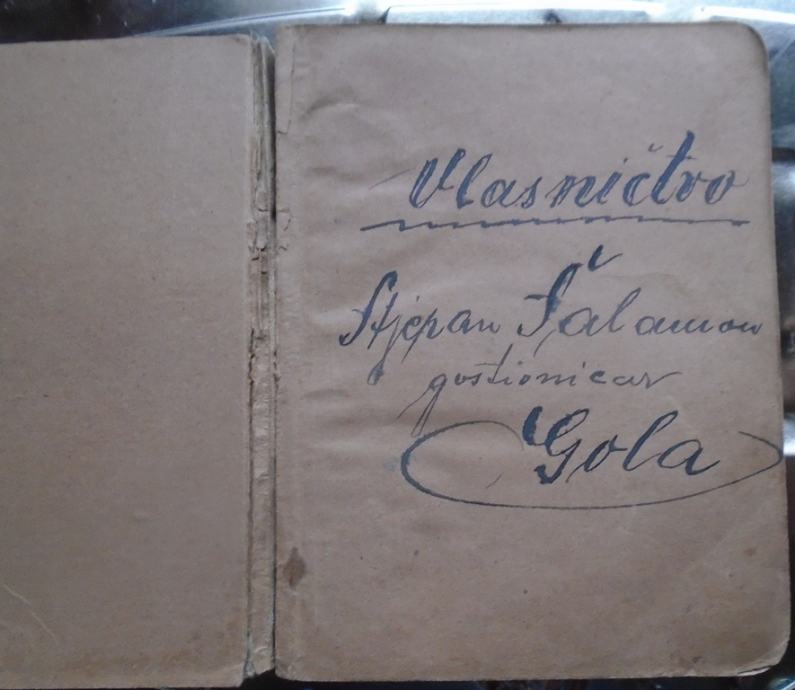 Vlasničtvo
Stjepan Šalamon
gostionicar
Gola